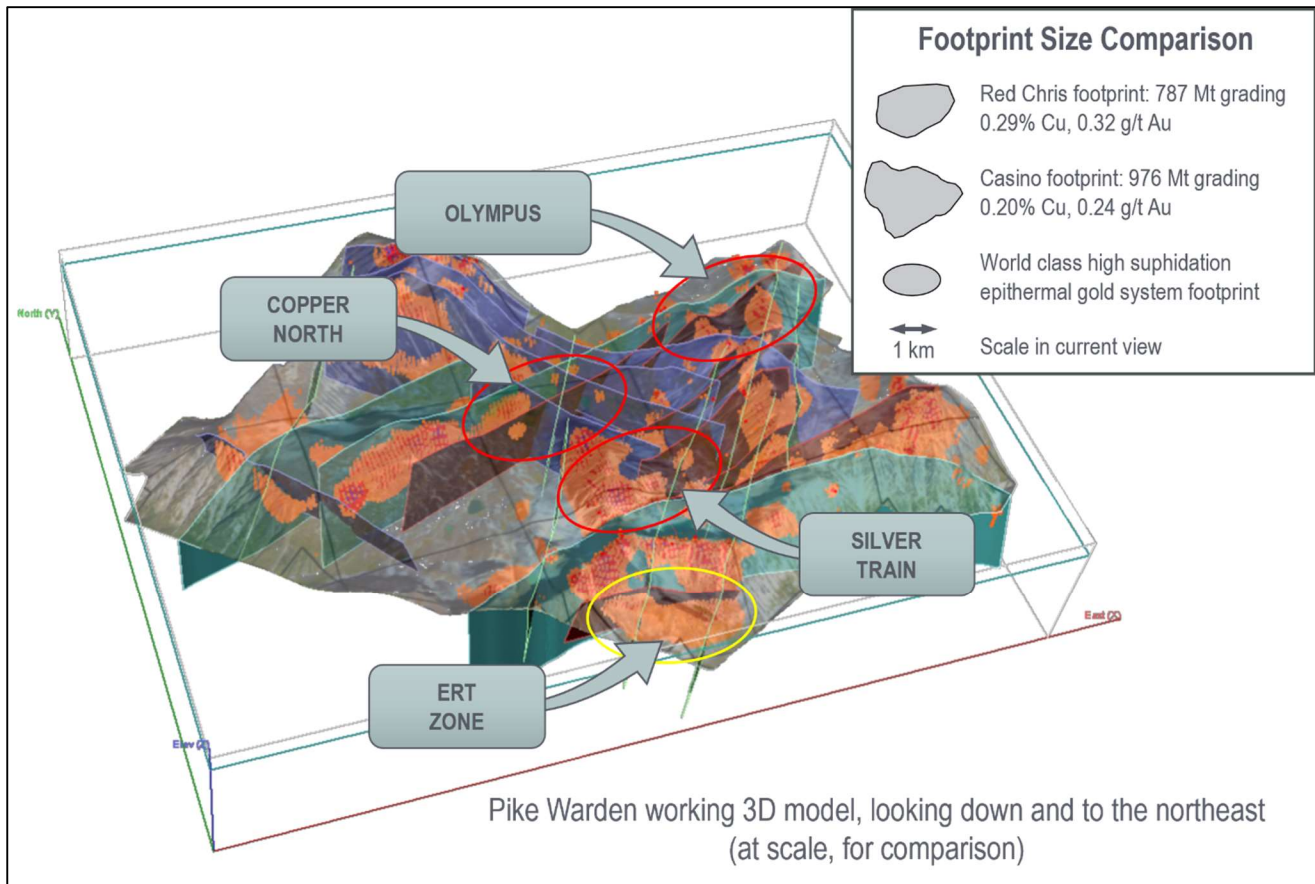 Footprint Size Comparison
Red Chris footprint: 787 Mt grading
0.29% Cu, 0.32 g/t Au
Casino footprint: 976 Mt grading
0.20% Cu, 0.24 g/t Au
World class high suphidation
epithermal gold system footprint
1 km
Scale in current view
OLYMPUS
COPPER
NORTH
North (Y)
SILVER
TRAIN
East (X)
ERT
ZONE
Elev (Z)
Pike Warden working 3D model, looking down and to the northeast
(at scale, for comparison)